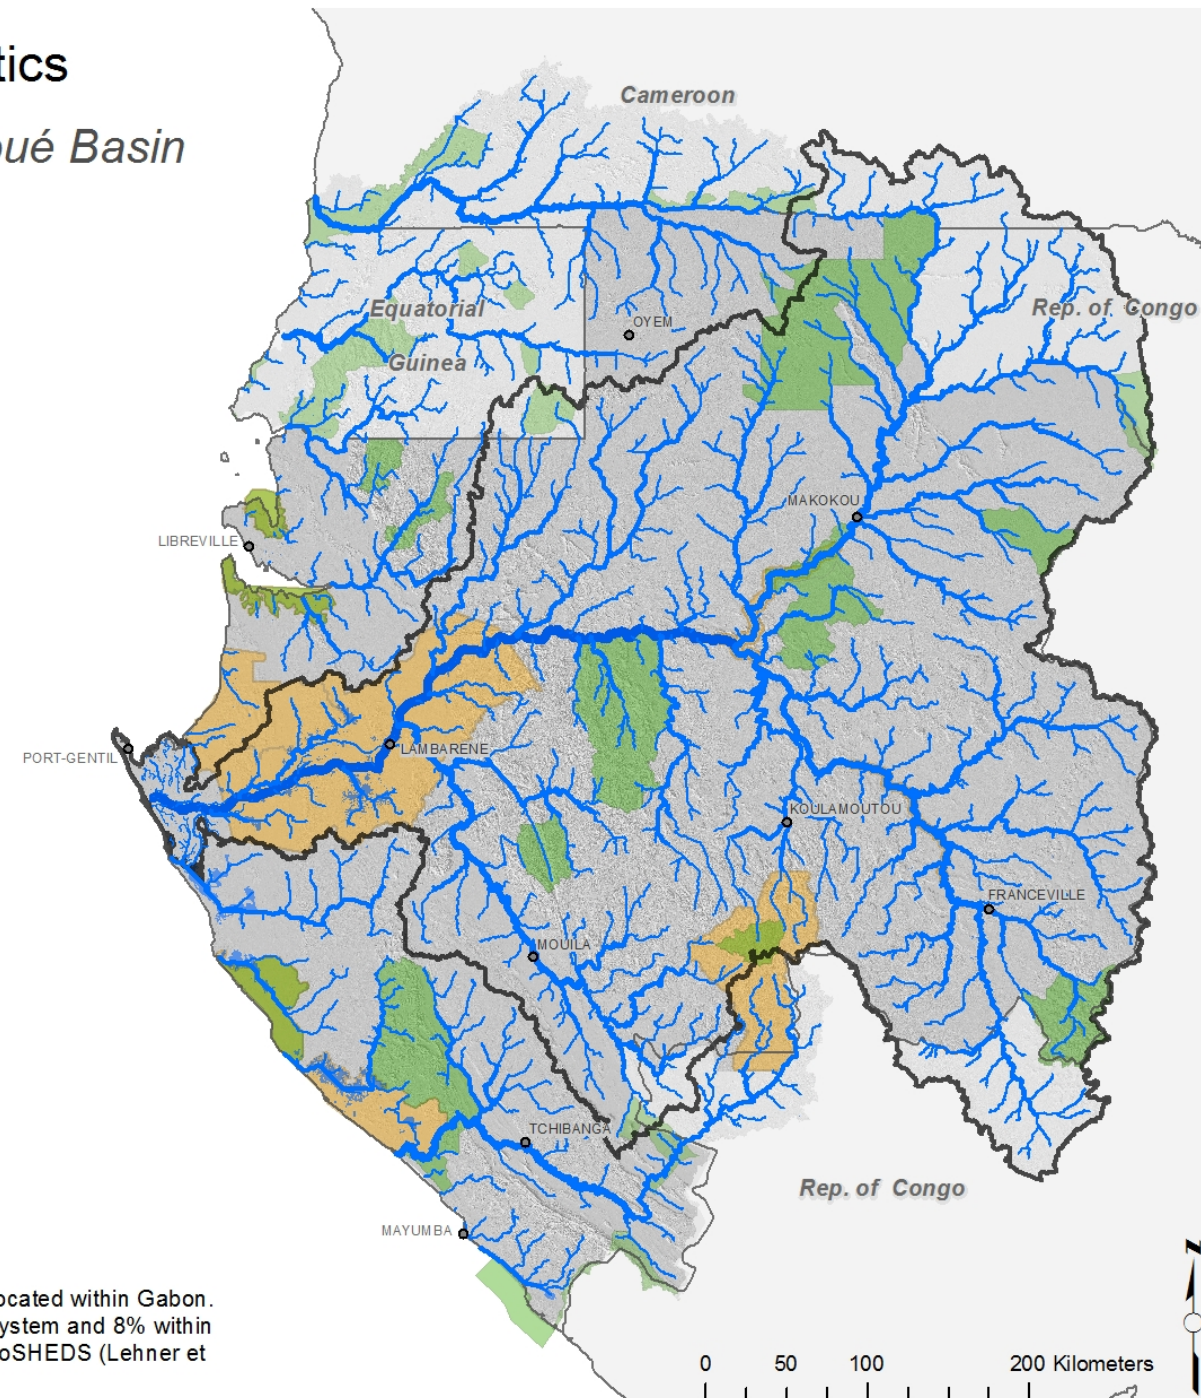 tics
oué Basin
Cameroon
Equatorial
Guinea
Rep. of Congo
OYEM
MAKOKOU
LIBREVILLE
PORT-GENTIL
LAMBARENE
KOULAMOUTOU
FRANCEVILLE
MOUILA
TCHIBANGA
Rep. of Congo
MAYUMBA
ocated within Gabon.
ystem and 8% within
oSHEDS (Lehner et
0 50 100 200 Kilometers